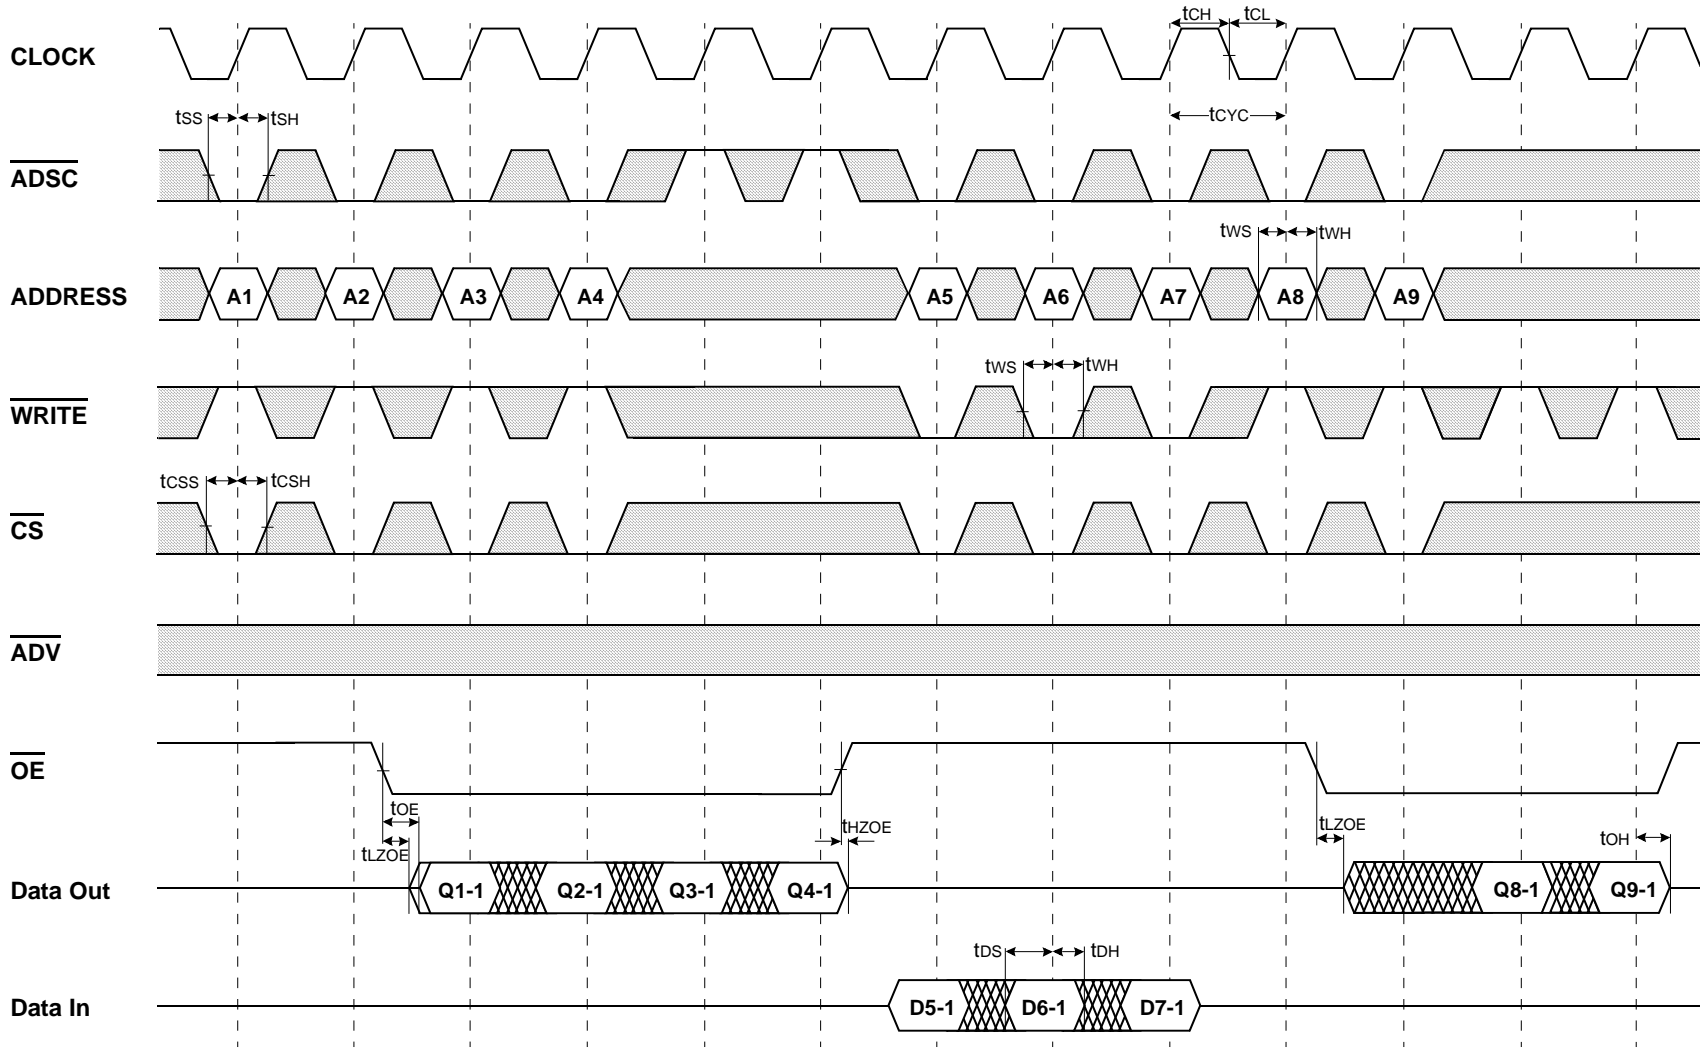 tCH tCL
CLOCK
tSS tSH tCYC
ADSC
tWS tWH
ADDRESS A1 A2 A3 A4 A5 A6 A7 A8 A9
tWS tWH
WRITE
tCSS tCSH
CS
ADV
OE
tOE tHZOE tLZOE
tLZOE tOH
Data Out Q1-1 Q2-1 Q3-1 Q4-1 Q8-1 Q9-1
tDS tDH
Data In D5-1 D6-1 D7-1